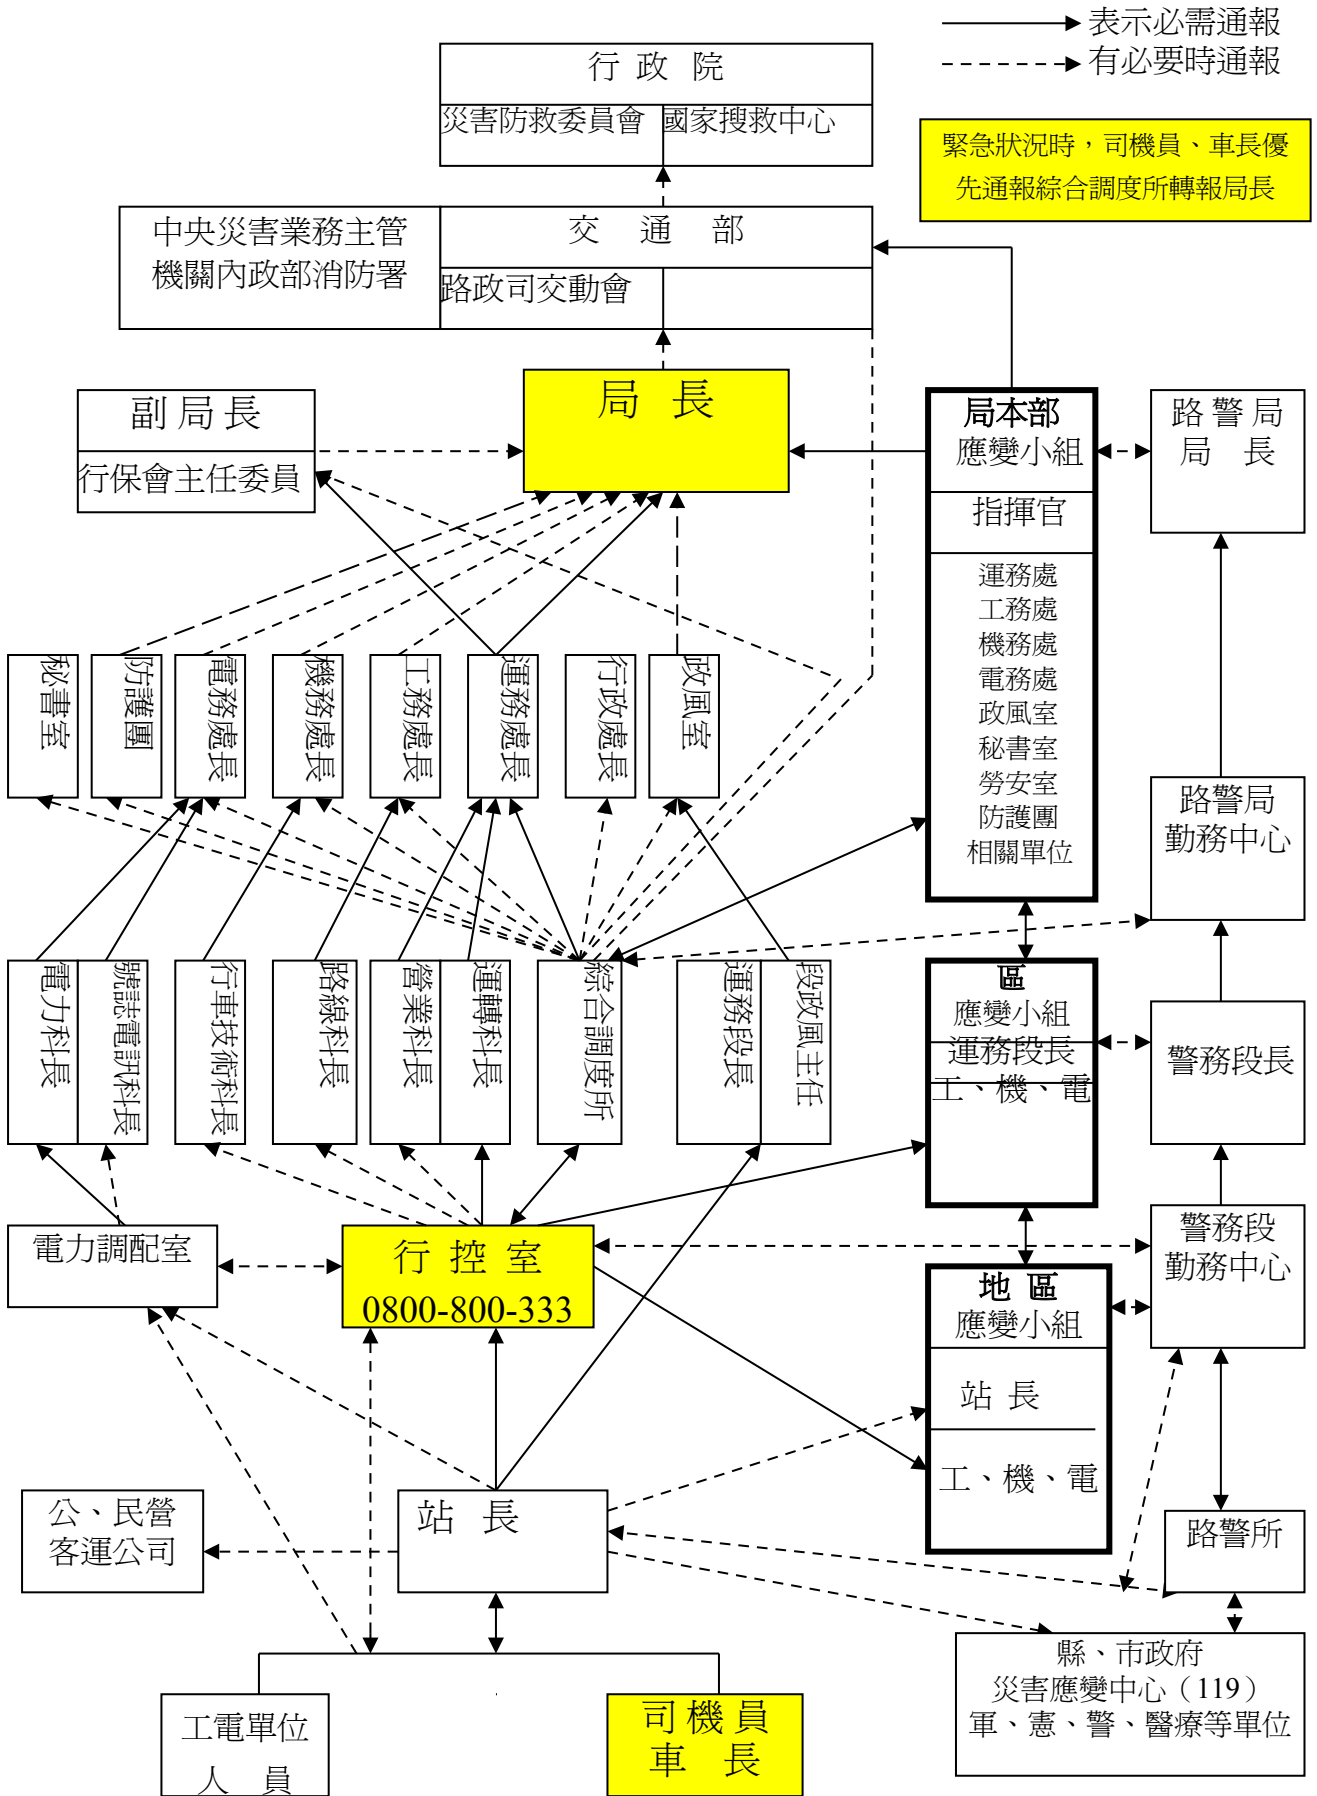 表示必需通報
有必要時通報
行 政 院
災害防救委員會 國家搜救中心
緊急狀況時，司機員、車長優
先通報綜合調度所轉報局長
中央災害業務主管
機關內政部消防署
交 通 部
路政司交動會
局 長
副局長
行保會主任委員
局本部
應變小組
指揮官
運務處
工務處
機務處
電務處
政風室
秘書室
勞安室
防護團
相關單位
路警局
局 長
秘書室
防護團
電務處長
機務處長
工務處長
運務處長
行政處長
政風室
路警局
勤務中心
電力科長
號誌電訊科長
行車技術科長
路線科長
營業科長
運轉科長
綜合調度所
運務段長
段政風主任
區
應變小組
運務段長
工、機、電
警務段長
電力調配室
行 控 室
0800-800-333
警務段
勤務中心
地 區
應變小組
站 長
工、機、電
公、民營
客運公司
站 長
路警所
縣、市政府
災害應變中心（119）
軍、憲、警、醫療等單位
工電單位
人 員
司機員
車 長